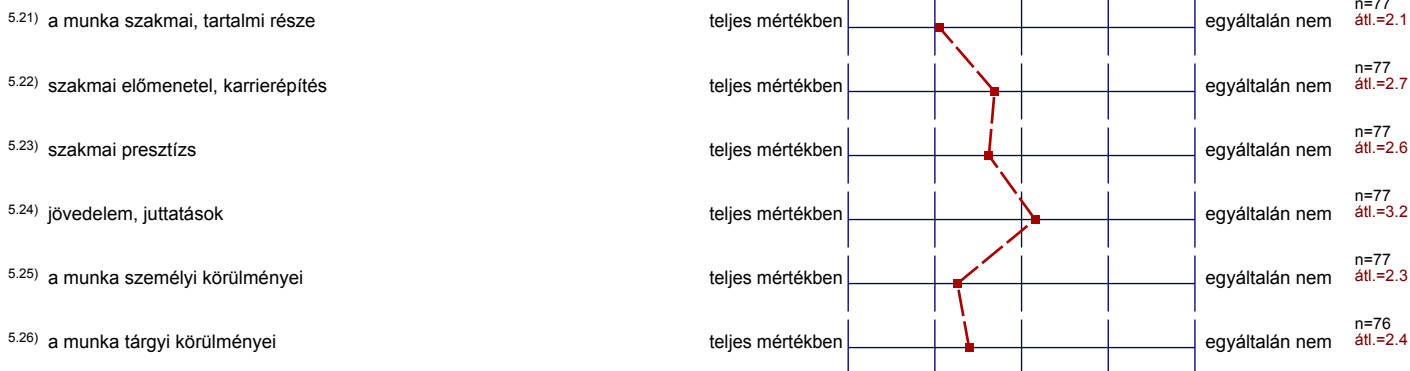 5.21) a munka szakmai, tartalmi része teljes mértékben egyáltalán nem n=77 átl.=2.1
5.22) szakmai előmenetel, karrierépítés teljes mértékben egyáltalán nem n=77 átl.=2.7
5.23) szakmai presztízs teljes mértékben egyáltalán nem n=77 átl.=2.6
5.24) jövedelem, juttatások teljes mértékben egyáltalán nem n=77 átl.=3.2
5.25) a munka személyi körülményei teljes mértékben egyáltalán nem n=77 átl.=2.3
5.26) a munka tárgyi körülményei teljes mértékben egyáltalán nem n=76 átl.=2.4